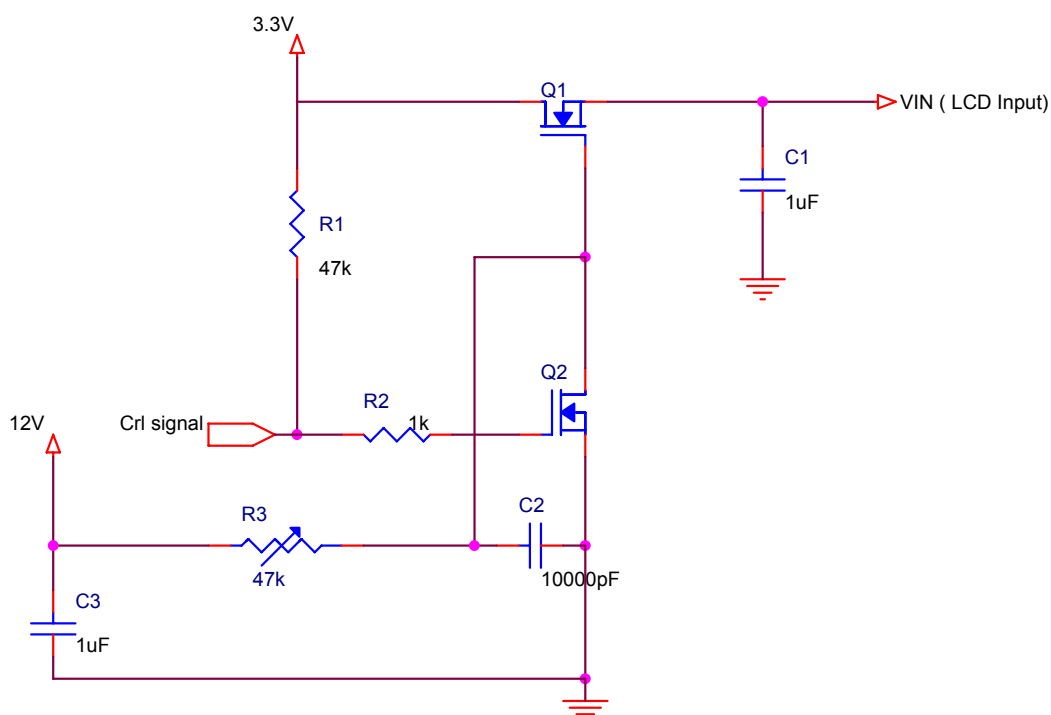 3.3V
Q1
VIN ( LCD Input)
C1
1uF
R1
47k
Q2
R2
1k
Crl signal
12V
R3
47k
C2
10000pF
C3
1uF